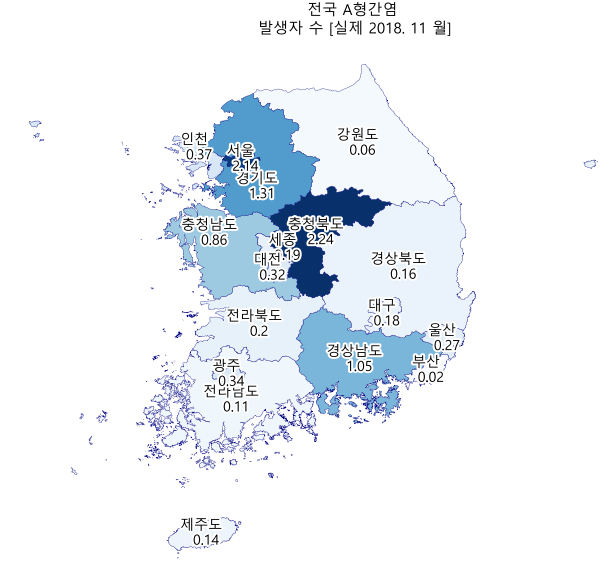 전국 A형간염
발생자 수 [실제 2018. 11 월]
강원도
0.06
인천
0.37
서울
2.14
경기도
1.31
충청남도
0.86
충청북도
2.24
세종
대전
0.32
경상북도
0.16
대구
0.18
전라북도
0.2
울산
0.27
경상남도
1.05
부산
0.02
광주
0.34
전라남도
0.11
제주도
0.14